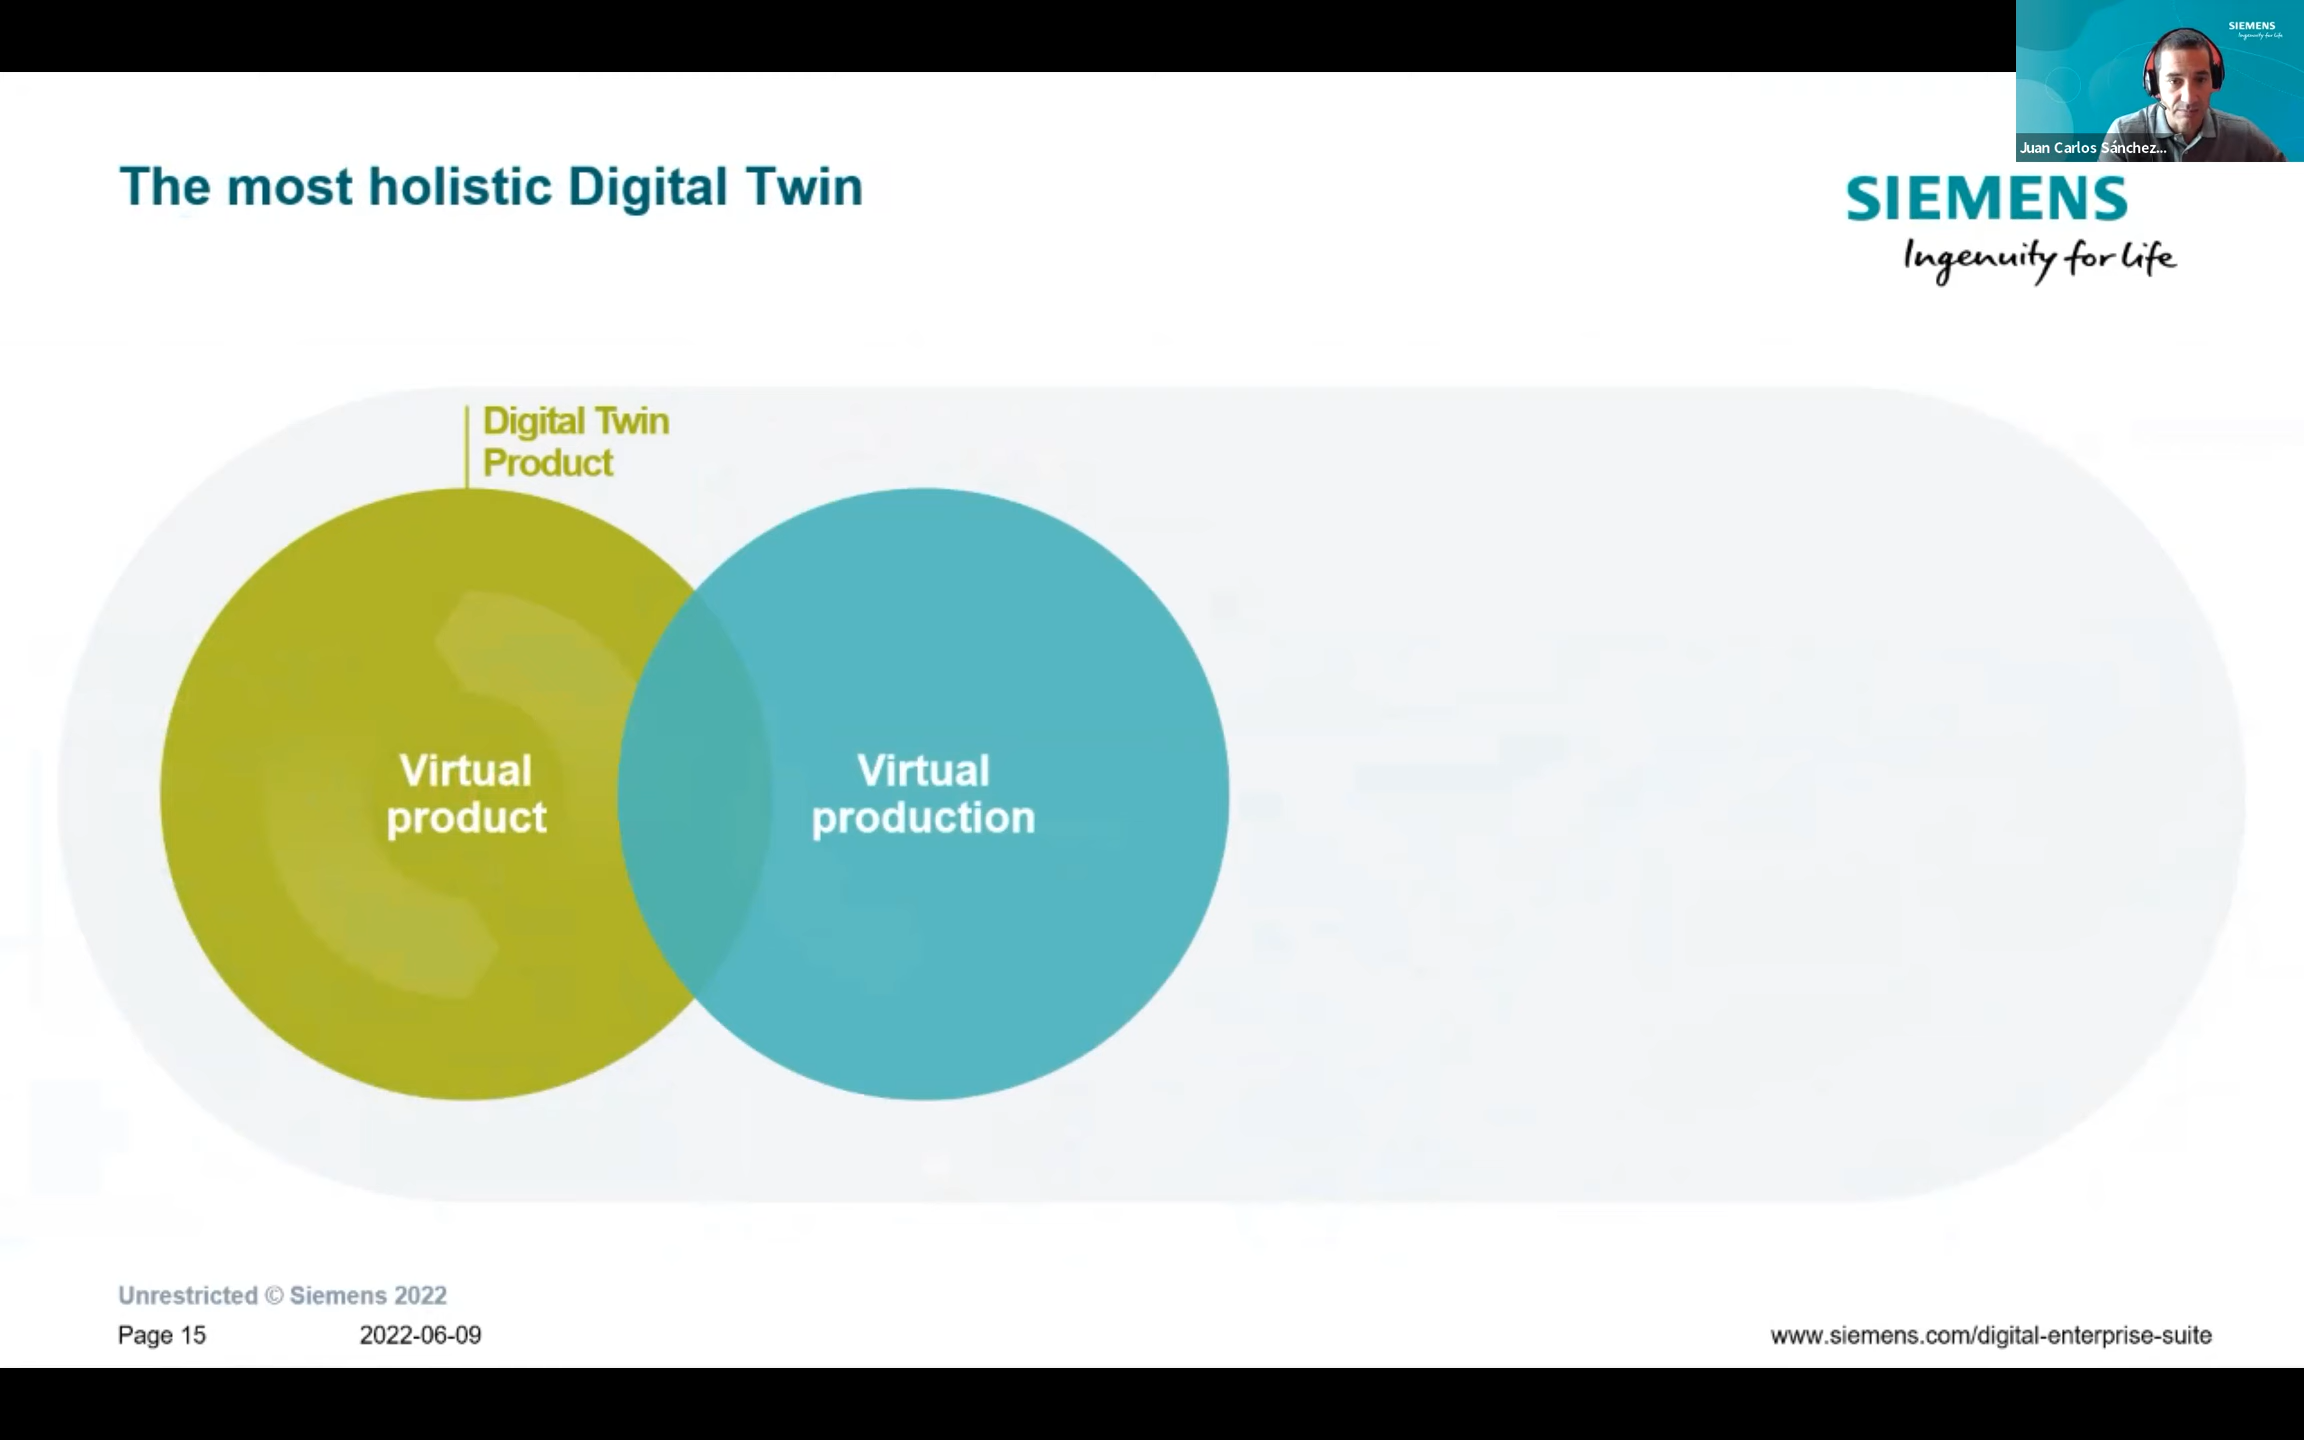 SIEMENS
Ingenuity for life
Juan Carlos Sánchez...
The most holistic Digital Twin
SIEMENS
Ingenuity for life
Digital Twin
Product
Virtual
product
Virtual
production
Unrestricted © Siemens 2022
Page 15
2022-06-09
www.siemens.com/digital-enterprise-suite